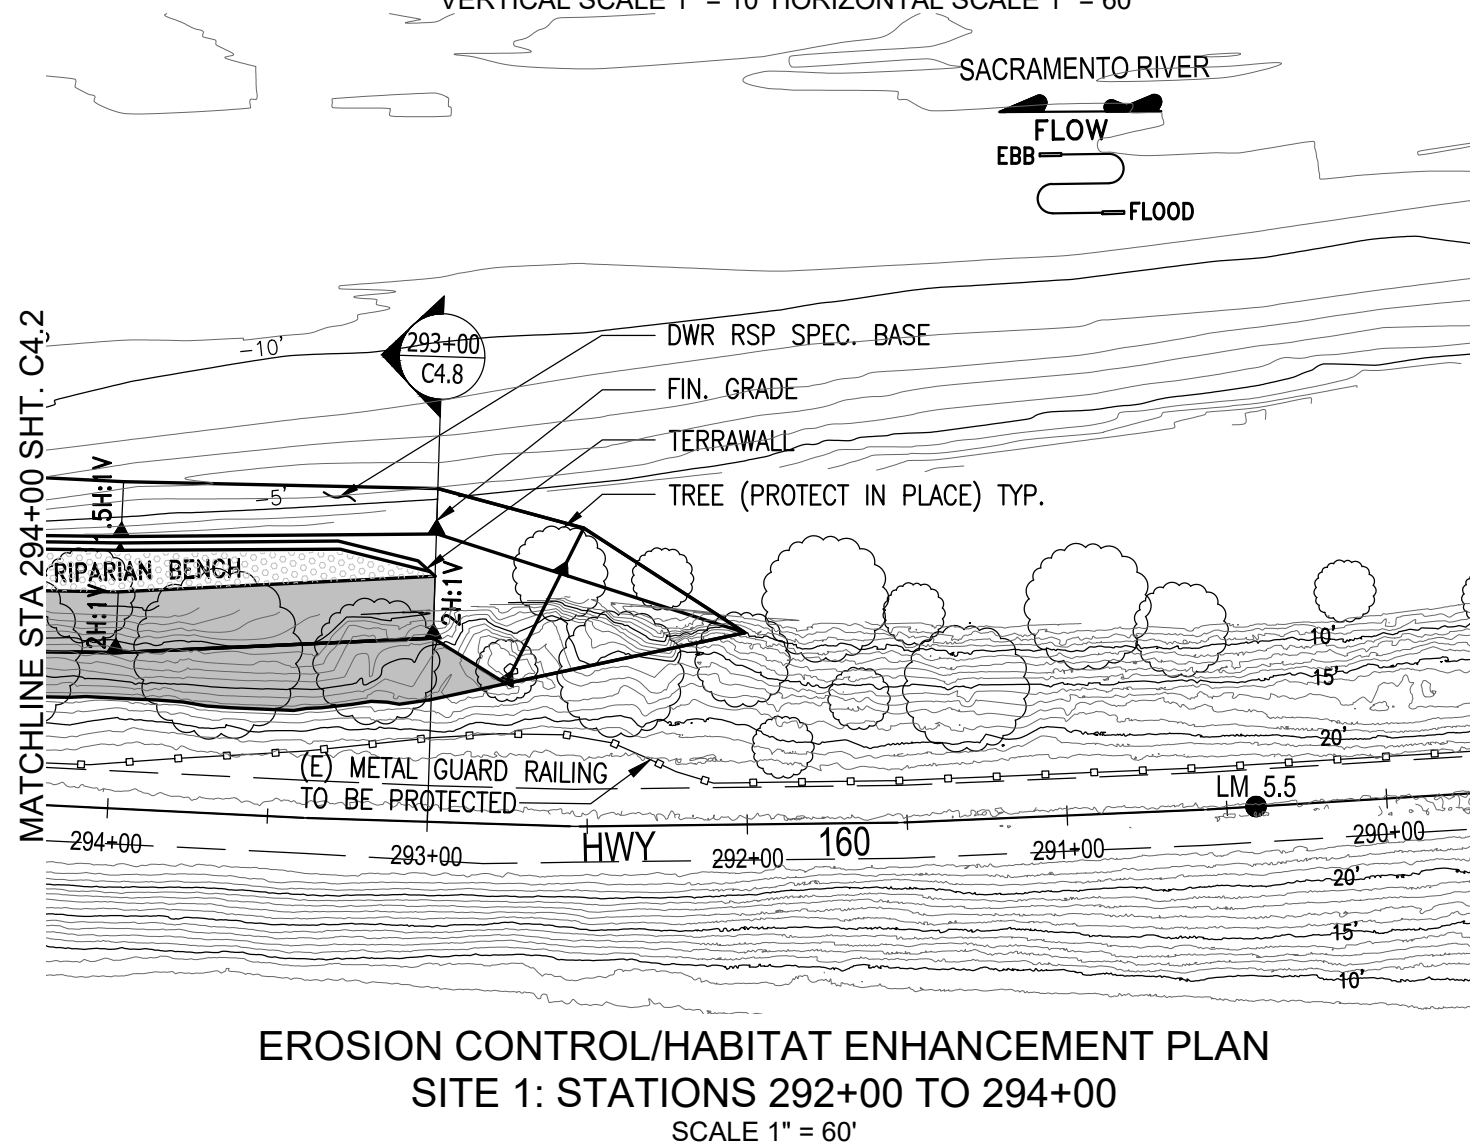 VERTICAL SCALE 1" = 10' HORIZONTAL SCALE 1" = 60'
SACRAMENTO RIVER
FLOW
EBB
FLOOD
MATCHLINE STA 294+00 SHT. C4.2
-10'
293+00
C4.8
DWR RSP SPEC. BASE
FIN. GRADE
TERRAWALL
TREE (PROTECT IN PLACE) TYP.
-5'
.5H:1V
RIPARIAN BENCH
2H:1V
2H:1V
10'
15'
20'
(E) METAL GUARD RAILING
TO BE PROTECTED
LM 5.5
294+00
293+00
HWY 160
292+00
291+00
290+00
20'
15'
10'
EROSION CONTROL/HABITAT ENHANCEMENT PLAN
SITE 1: STATIONS 292+00 TO 294+00
SCALE 1" = 60'